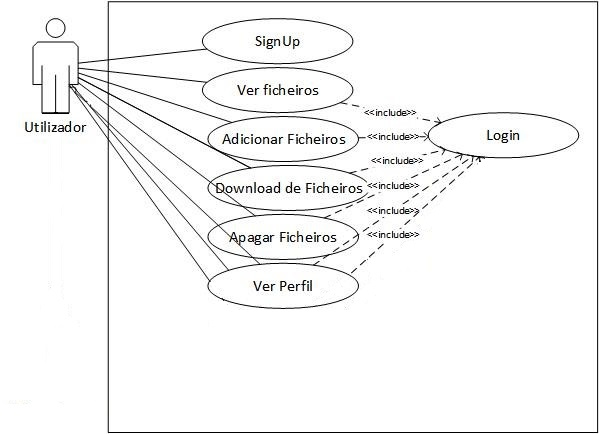 SignUp
Ver ficheiros
<<include>>
Utilizador
Adicionar Ficheiros
<<include>>
Login
<<include>>
Download de Ficheiros
<<include>>
<<include>>
Apagar Ficheiros
<<include>>
Ver Perfil